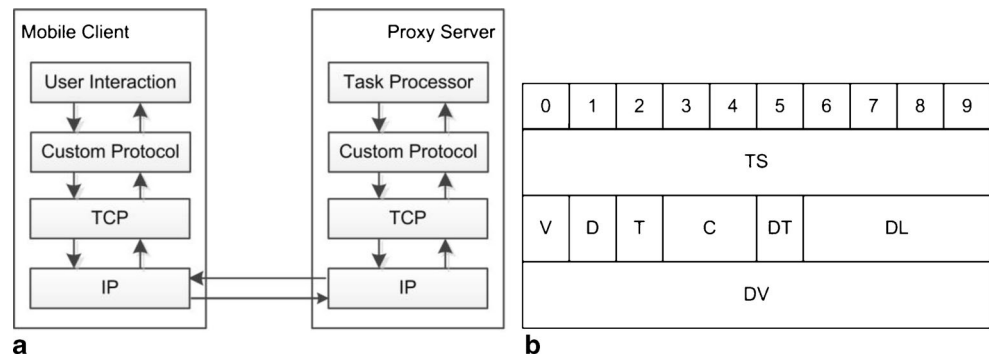 Mobile Client
Proxy Server
User Interaction
Task Processor
Custom Protocol
Custom Protocol
TCP
TCP
IP
IP
a
0 1 2 3 4 5 6 7 8 9
TS
V D T C DT DL
DV
b